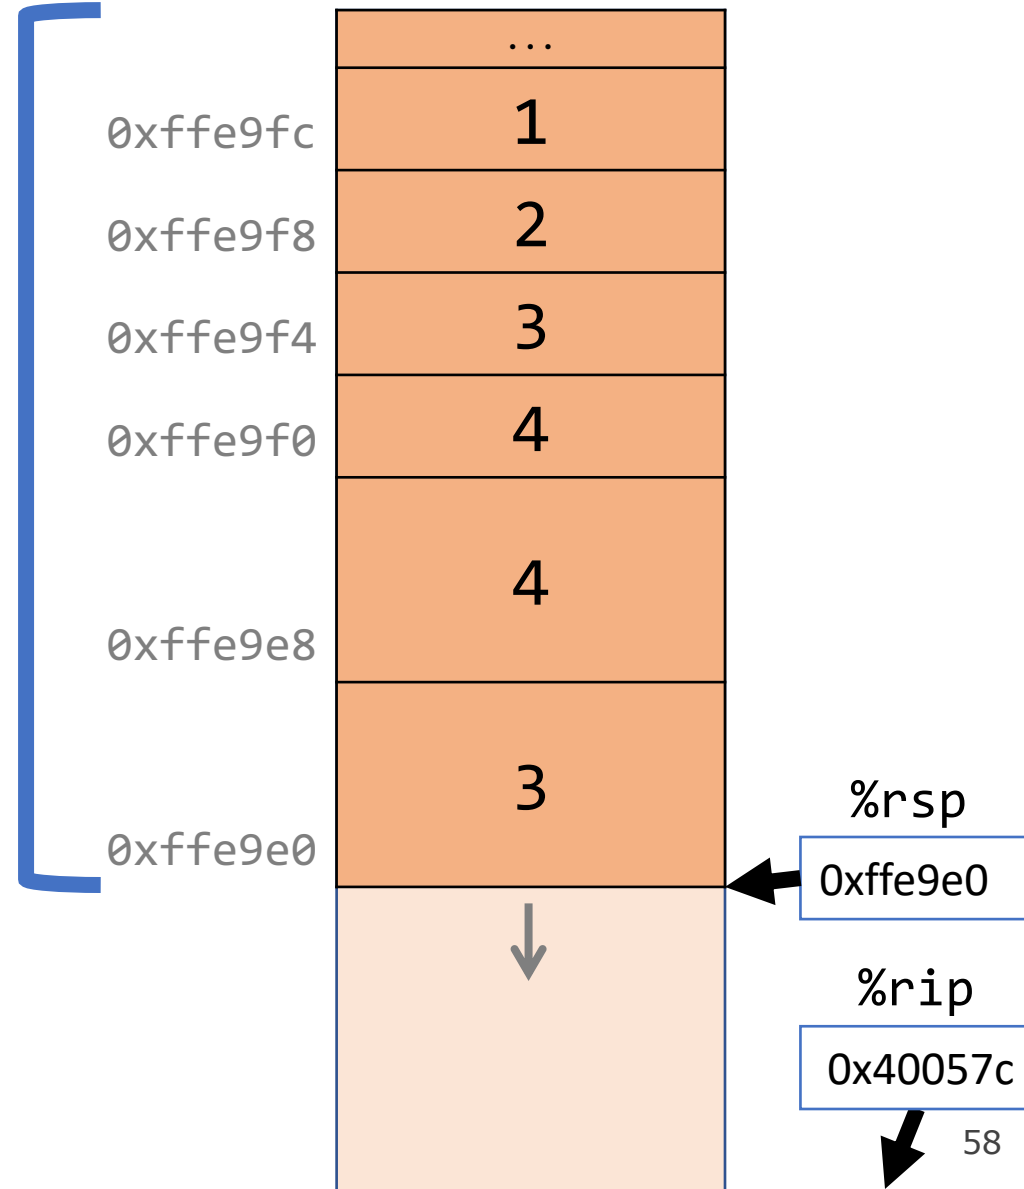 ...
0xffe9fc 1
0xffe9f8 2
0xffe9f4 3
0xffe9f0 4
4
0xffe9e8
3
%rsp
0xffe9e0
0xffe9e0
%rip
0x40057c
58